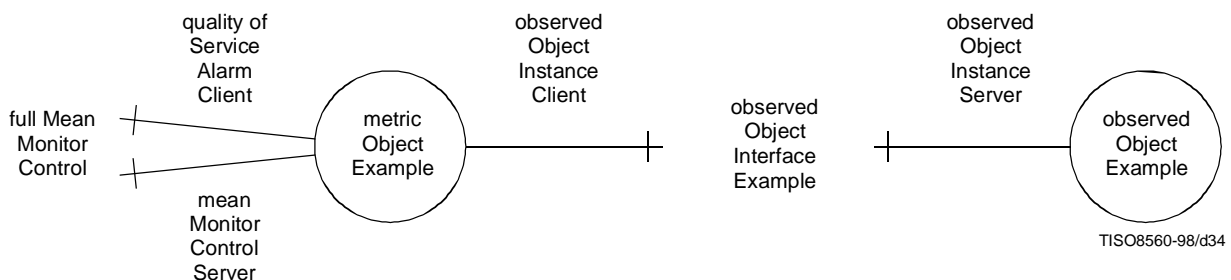 quality of
Service
Alarm
Client
observed
Object
Instance
Client
observed
Object
Instance
Server
full Mean
Monitor
Control
metric
Object
Example
observed
Object
Interface
Example
observed
Object
Example
mean
Monitor
Control
Server
TISO8560-98/d34